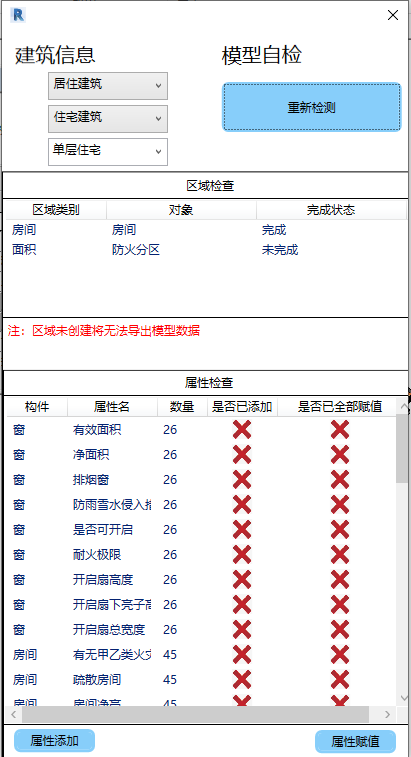 R
建筑信息 模型自检
居住建筑
住宅建筑
单层住宅
重新检测
区域检查
区域类别 对象 完成状态
房间 房间 完成
面积 防火分区 未完成
注：区域未创建将无法导出模型数据
属性检查
构件 属性名 数量 是否已添加 是否已全部赋值
窗 有效面积 26
窗 净面积 26
窗 排烟窗 26
窗 防雨雪水侵入措 26
窗 是否可开启 26
窗 耐火极限 26
窗 开启扇高度 26
窗 开启扇下亮子高 26
窗 开启扇总宽度 26
房间 有无甲乙类火灾 45
房间 疏散房间 45
房间 房间净高 45
属性添加 属性赋值